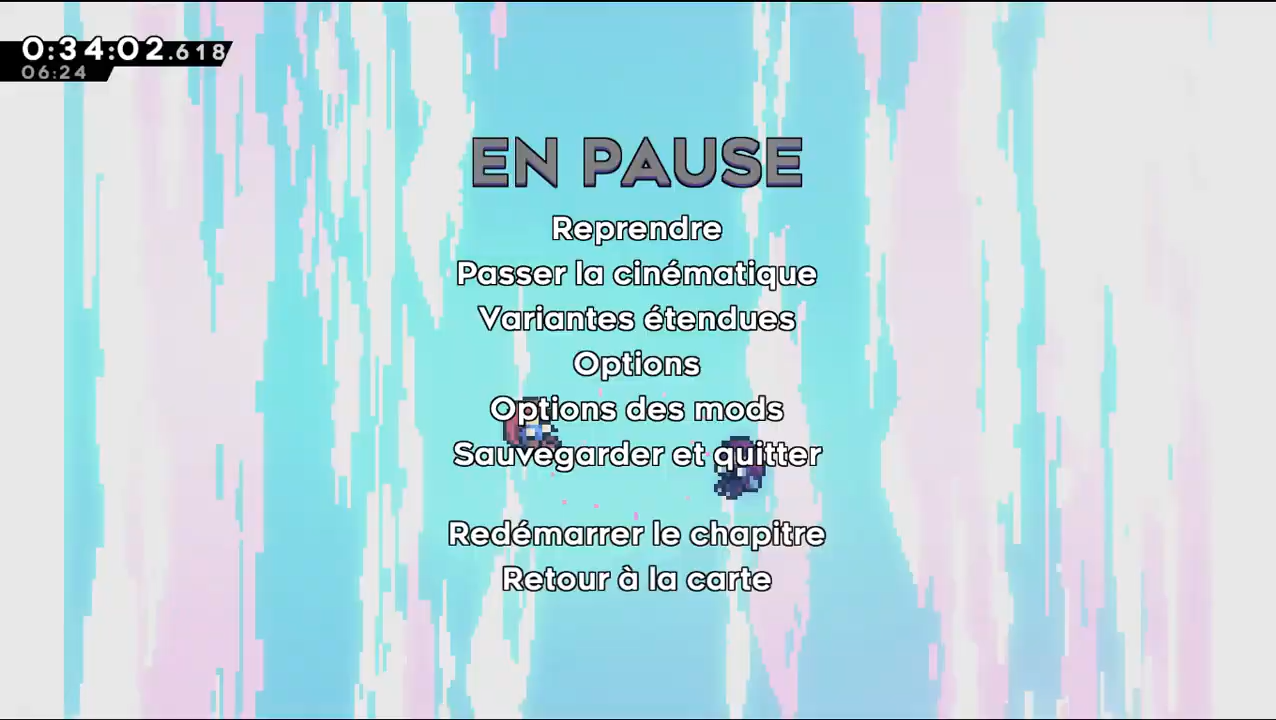 0:34:02.618
06:24
EN PAUSE
Reprendre
Passer la cinématique
Variantes étendues
Options
Options des mods
Sauvegarder et quitter
Redémarrer le chapitre
Retour à la carte